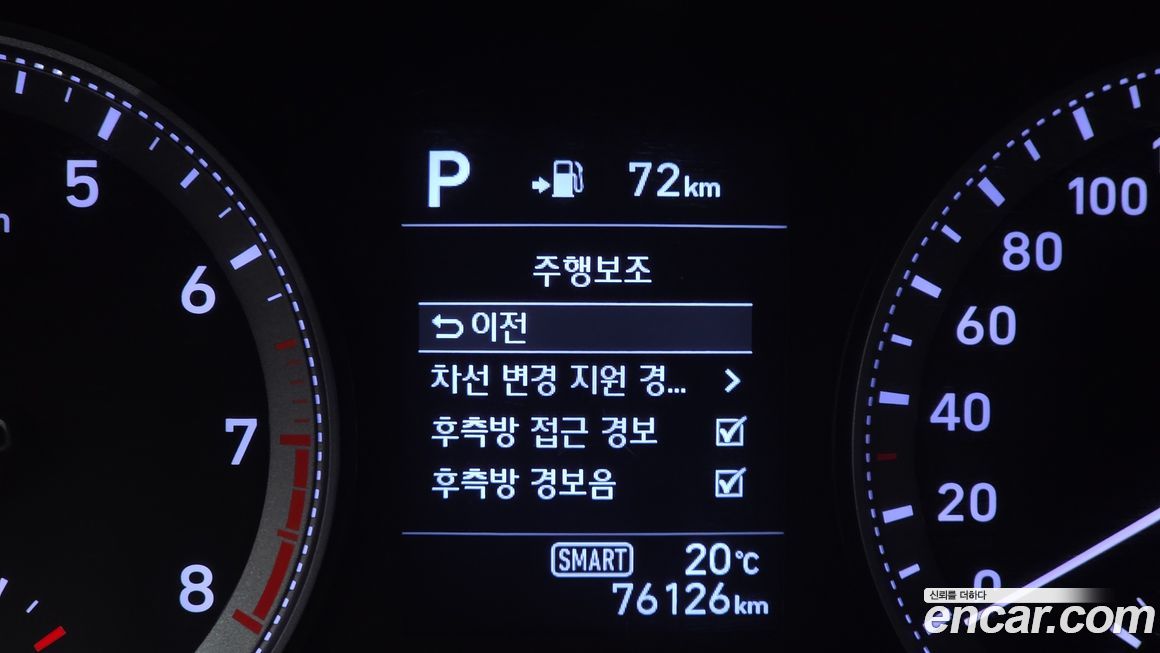 P 72km
주행보조
이전
차선 변경 지원 경...
후측방 접근 경보
후측방 경보음
SMART 20℃
76126km
5
6
7
8
100
80
60
40
20
0
신뢰를 더하다
encar.com